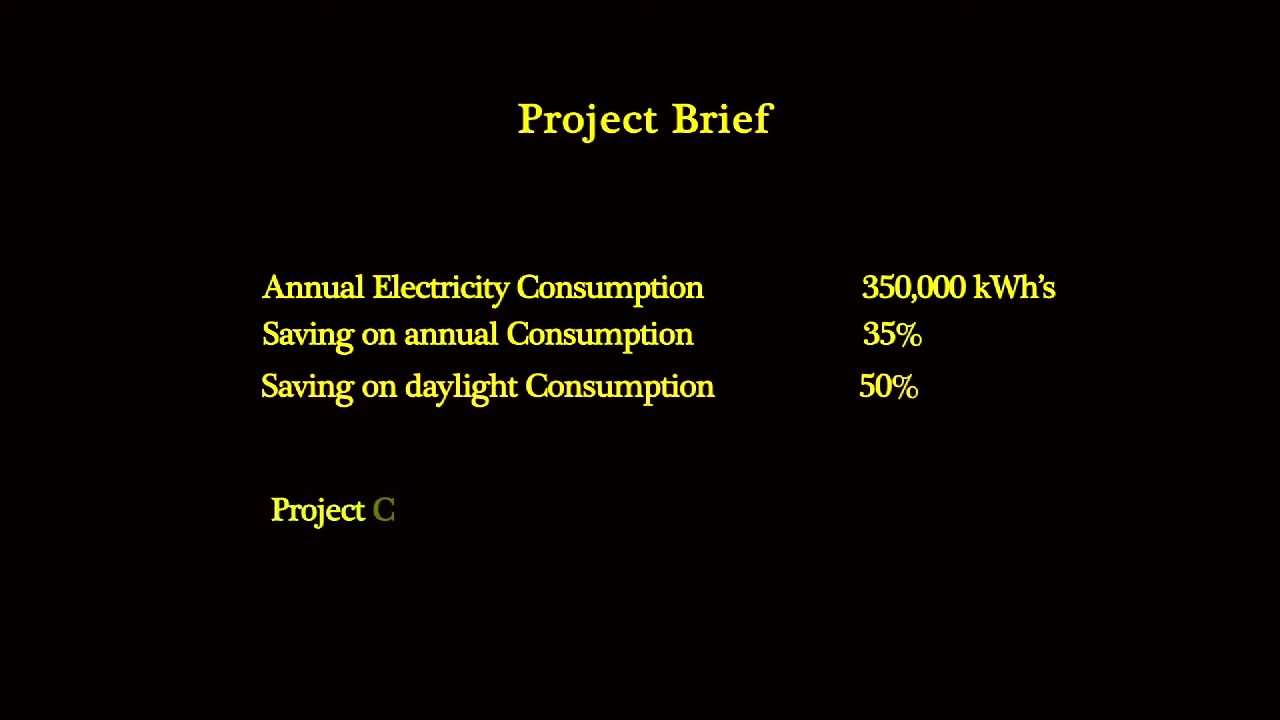 Project Brief
Annual Electricity Consumption 350,000 kWh’s
Saving on annual Consumption 35%
Saving on daylight Consumption 50%
Project C